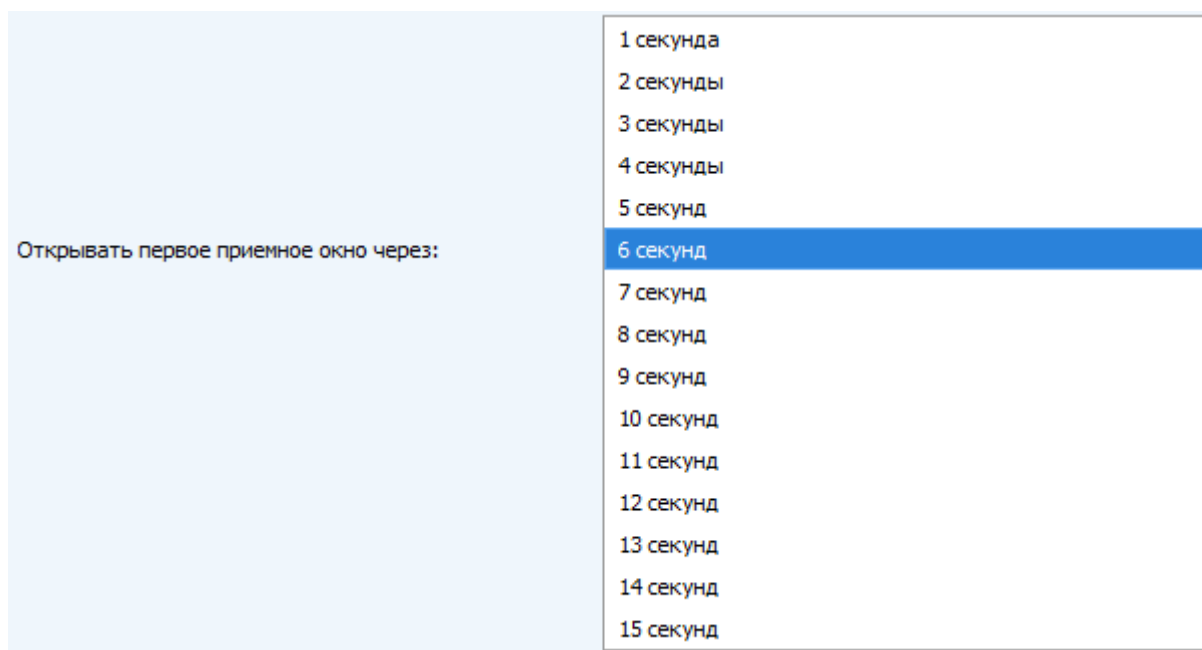 1 секунда
2 секунды
3 секунды
4 секунды
5 секунд
Открывать первое приемное окно через:
6 секунд
7 секунд
8 секунд
9 секунд
10 секунд
11 секунд
12 секунд
13 секунд
14 секунд
15 секунд